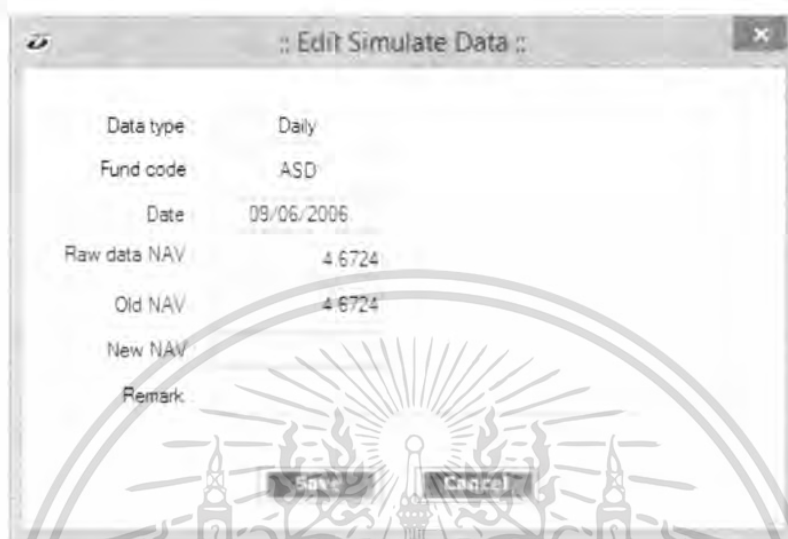 :: Edit Simulate Data ::
Data type Daily
Fund code ASD
Date 09/06/2006
Raw data NAV 4.6724
Old NAV 4.6724
New NAV
Remark
Save Cancel